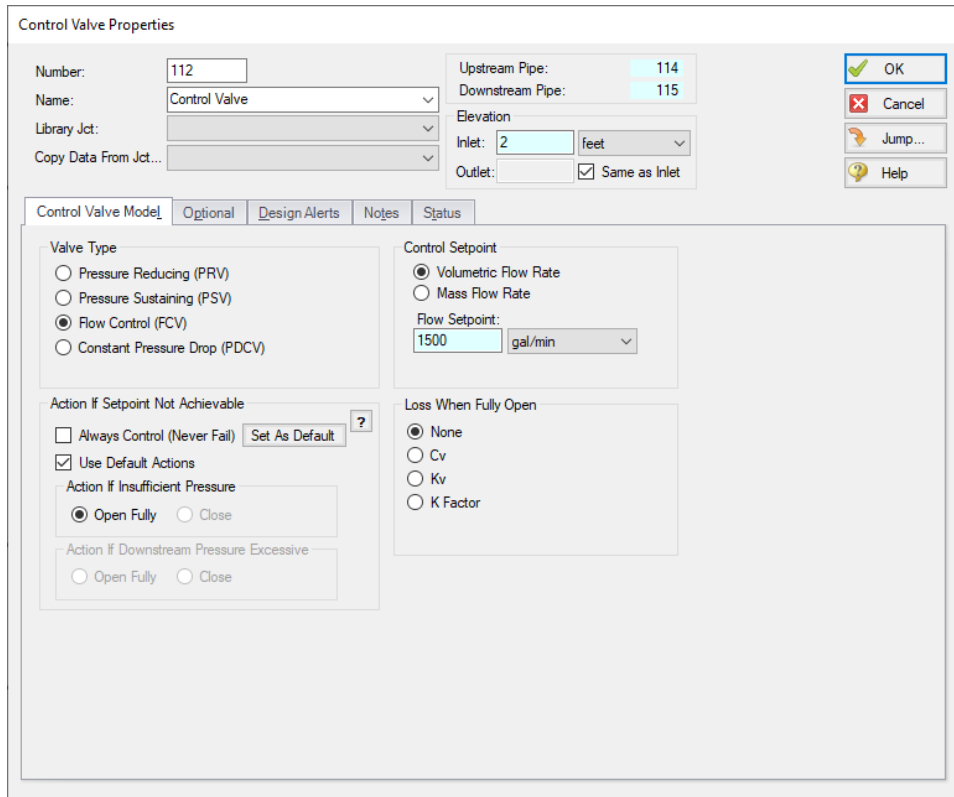 Control Valve Properties
Number: 112
Name: Control Valve
Library Jct:
Copy Data From Jct...
Upstream Pipe: 114
Downstream Pipe: 115
Elevation
Inlet: 2 feet
Outlet: Same as Inlet
OK
Cancel
Jump...
Help
Control Valve Model Optional Design Alerts Notes Status
Valve Type
Pressure Reducing (PRV)
Pressure Sustaining (PSV)
Flow Control (FCV)
Constant Pressure Drop (PDCV)
Control Setpoint
Volumetric Flow Rate
Mass Flow Rate
Flow Setpoint:
1500 gal/min
Action If Setpoint Not Achievable
?
Always Control (Never Fail) Set As Default
Use Default Actions
Action If Insufficient Pressure
Open Fully Close
Action If Downstream Pressure Excessive
Open Fully Close
Loss When Fully Open
None
Cv
Kv
K Factor